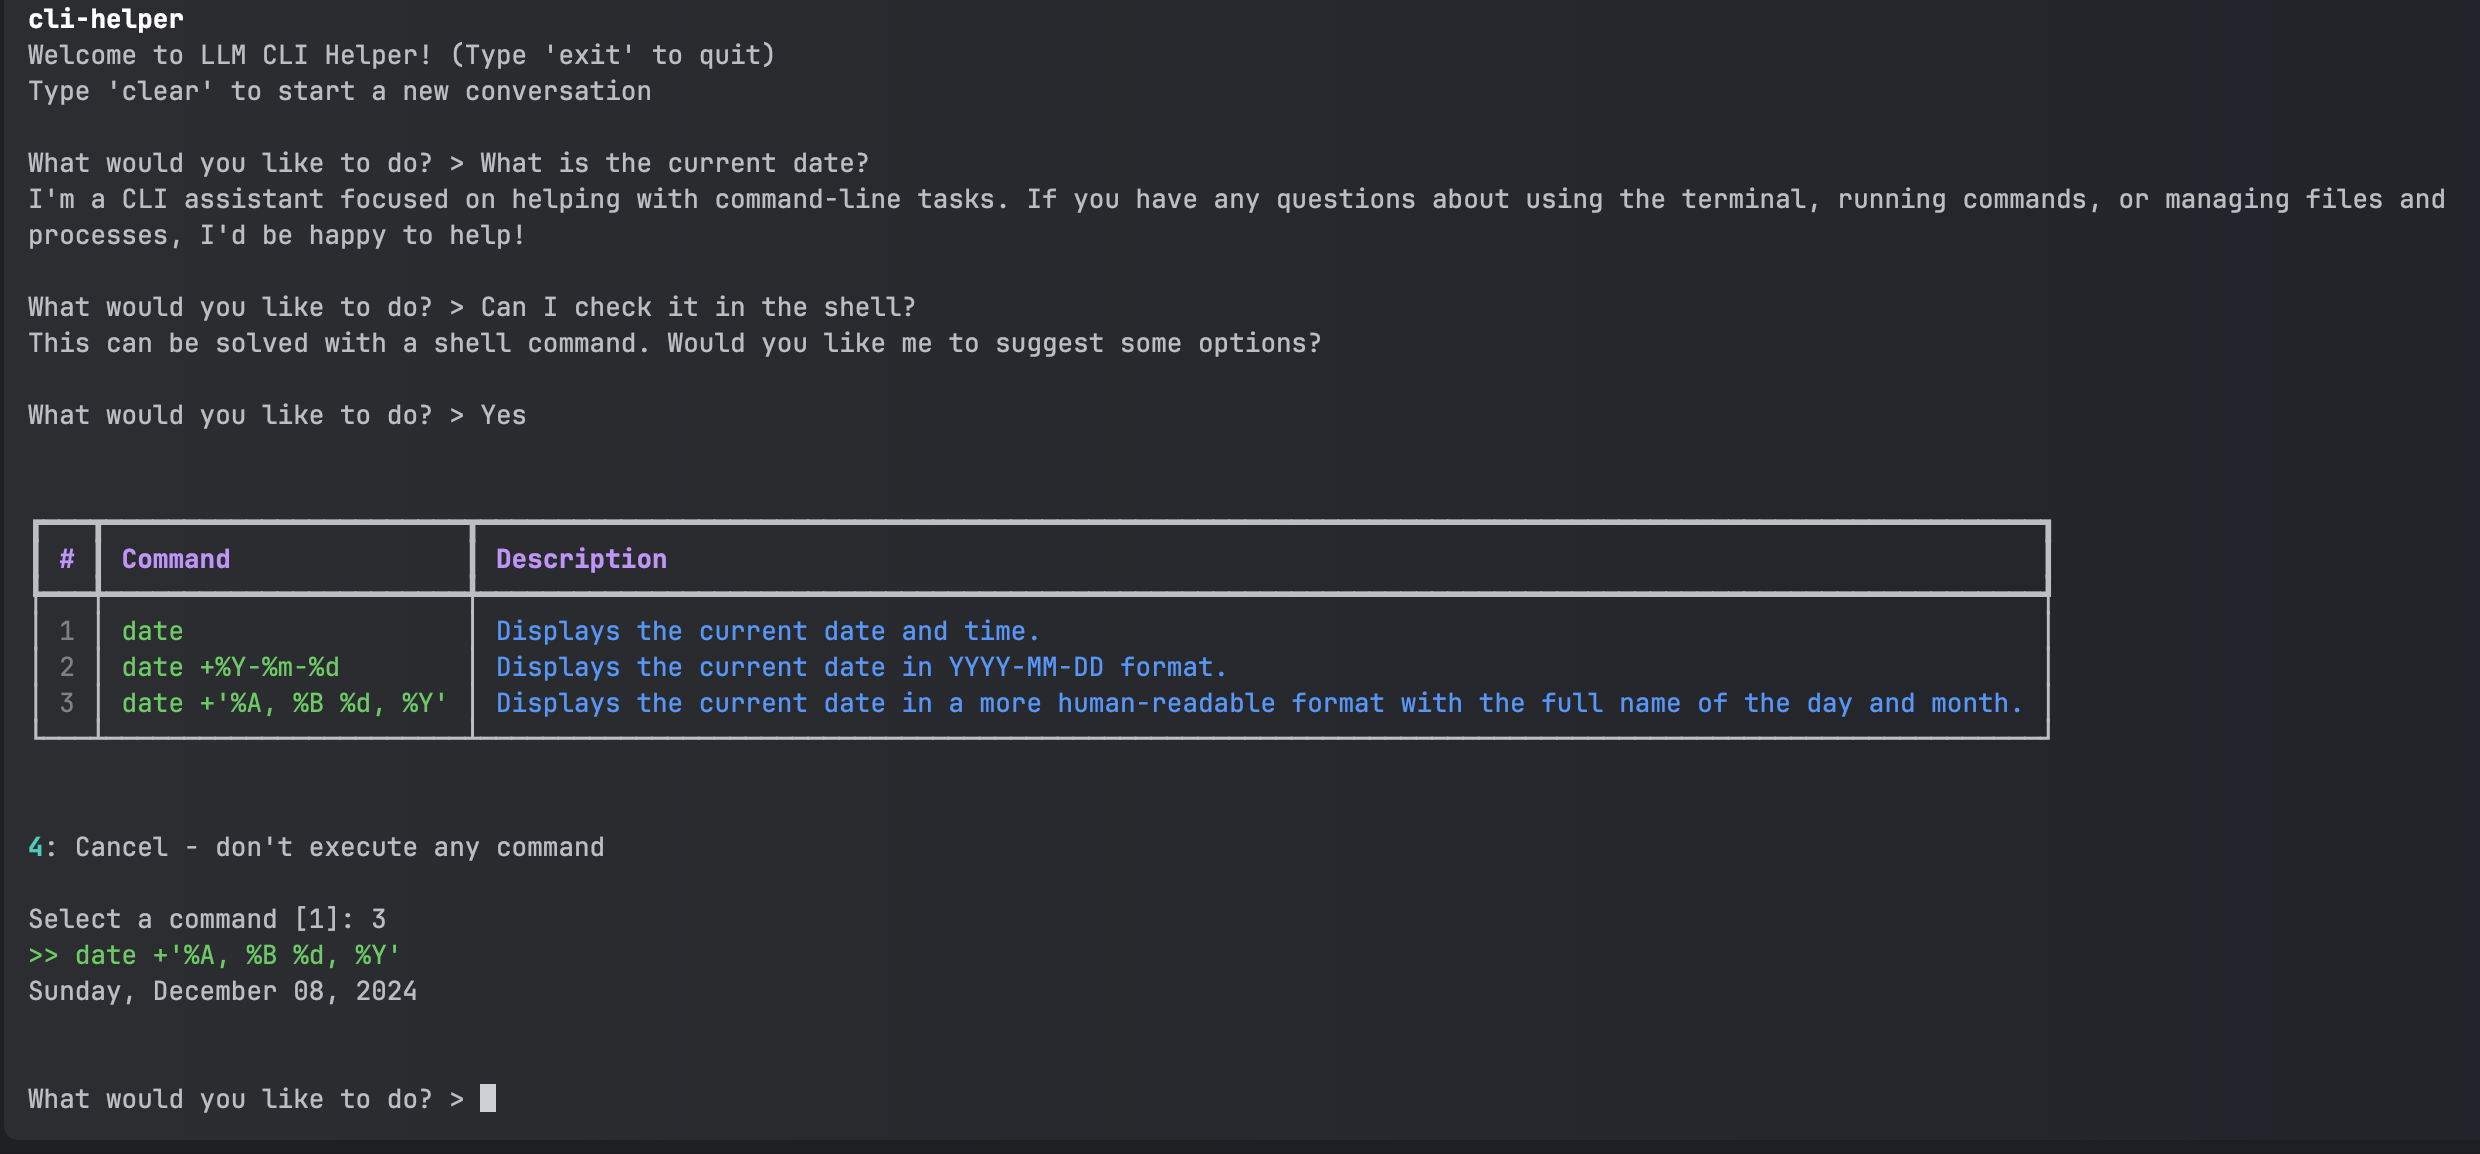 cli-helper
Welcome to LLM CLI Helper! (Type 'exit' to quit)
Type 'clear' to start a new conversation
What would you like to do? > What is the current date?
I'm a CLI assistant focused on helping with command-line tasks. If you have any questions about using the terminal, running commands, or managing files and
processes, I'd be happy to help!
What would you like to do? > Can I check it in the shell?
This can be solved with a shell command. Would you like me to suggest some options?
What would you like to do? > Yes
# Command Description
1 date Displays the current date and time.
2 date +%Y-%m-%d Displays the current date in YYYY-MM-DD format.
3 date +'%A, %B %d, %Y' Displays the current date in a more human-readable format with the full name of the day and month.
4: Cancel - don't execute any command
Select a command [1]: 3
>> date +'%A, %B %d, %Y'
Sunday, December 08, 2024
What would you like to do? >